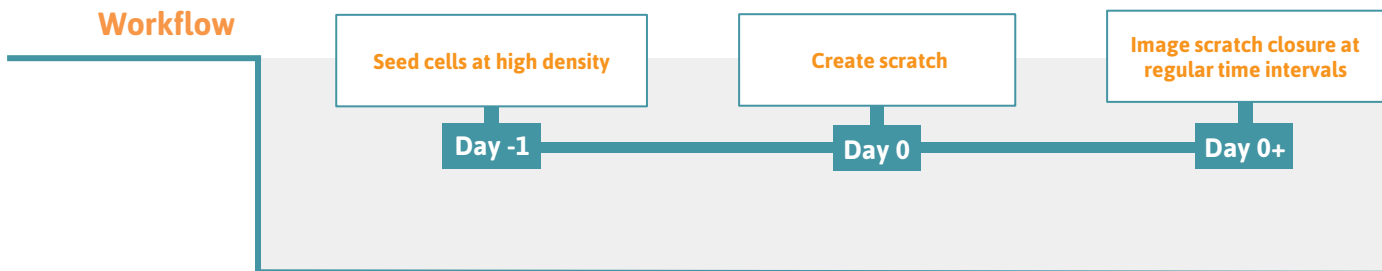 Workflow
Seed cells at high density
Create scratch
Image scratch closure at
regular time intervals
Day -1
Day 0
Day 0+